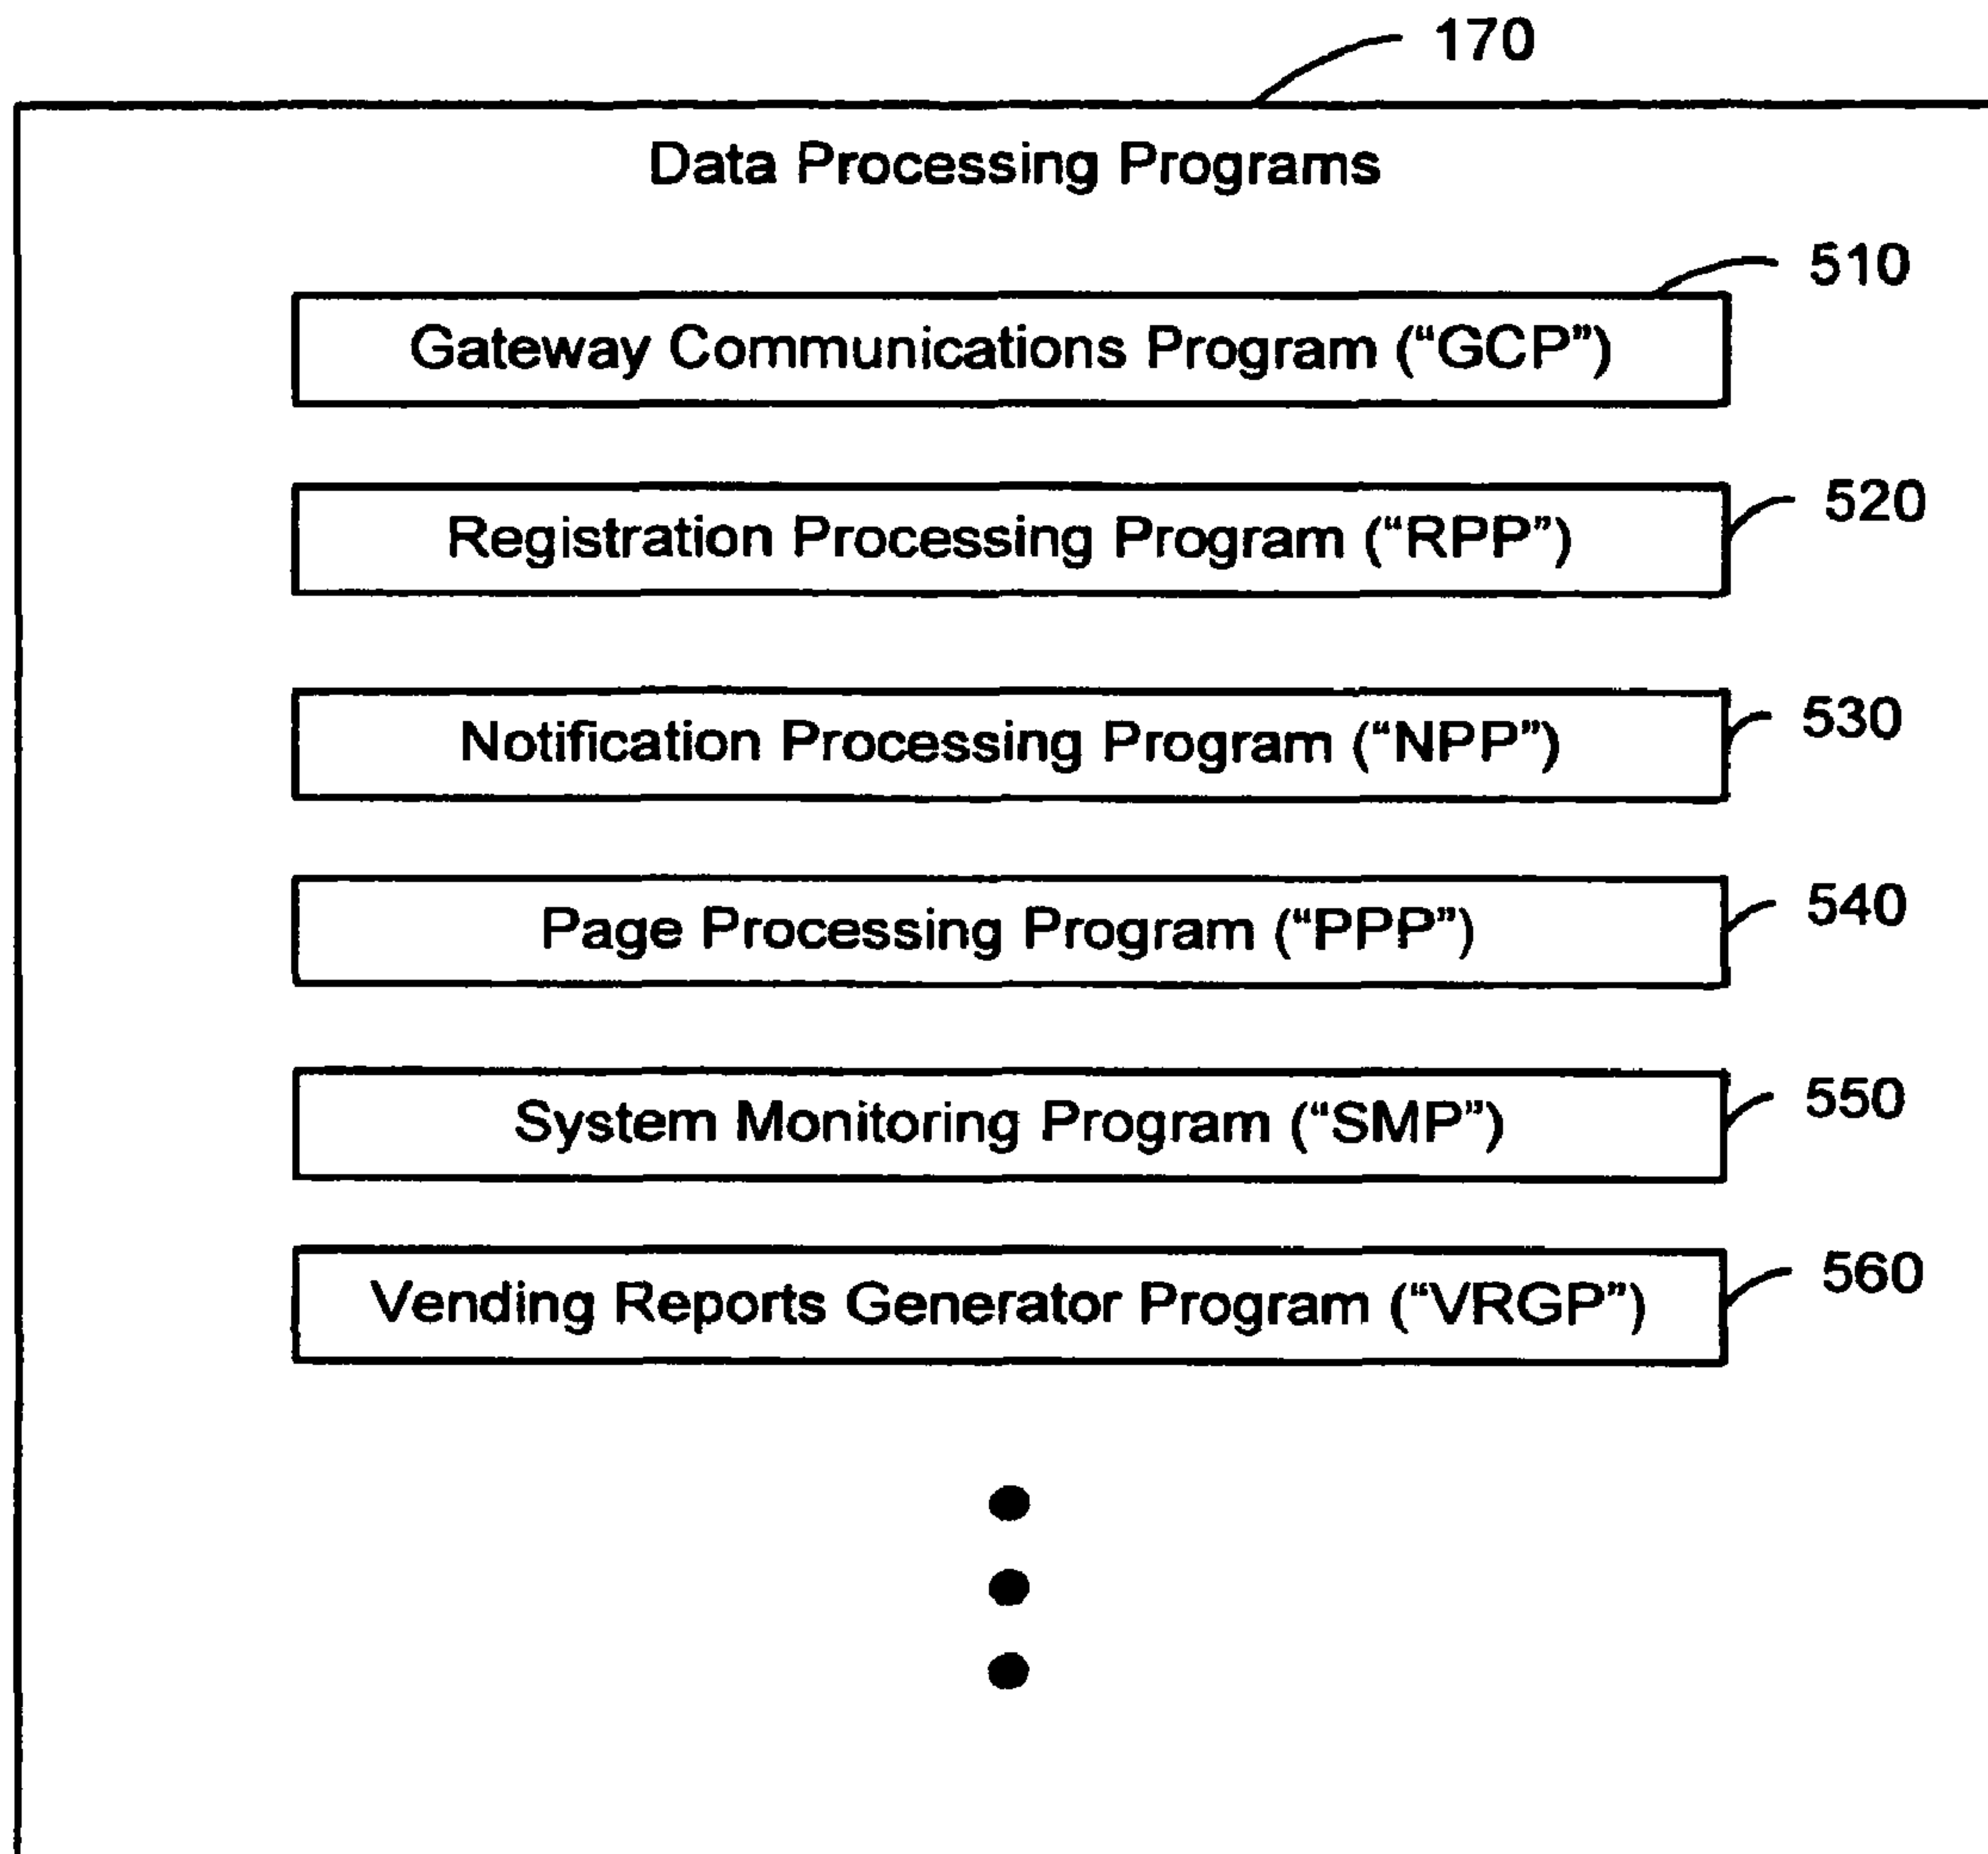 170
Data Processing Programs
510
Gateway Communications Program (“GCP”)
520
Registration Processing Program (“RPP”)
530
Notification Processing Program (“NPP”)
540
Page Processing Program (“PPP”)
550
System Monitoring Program (“SMP”)
560
Vending Reports Generator Program (“VRGP”)